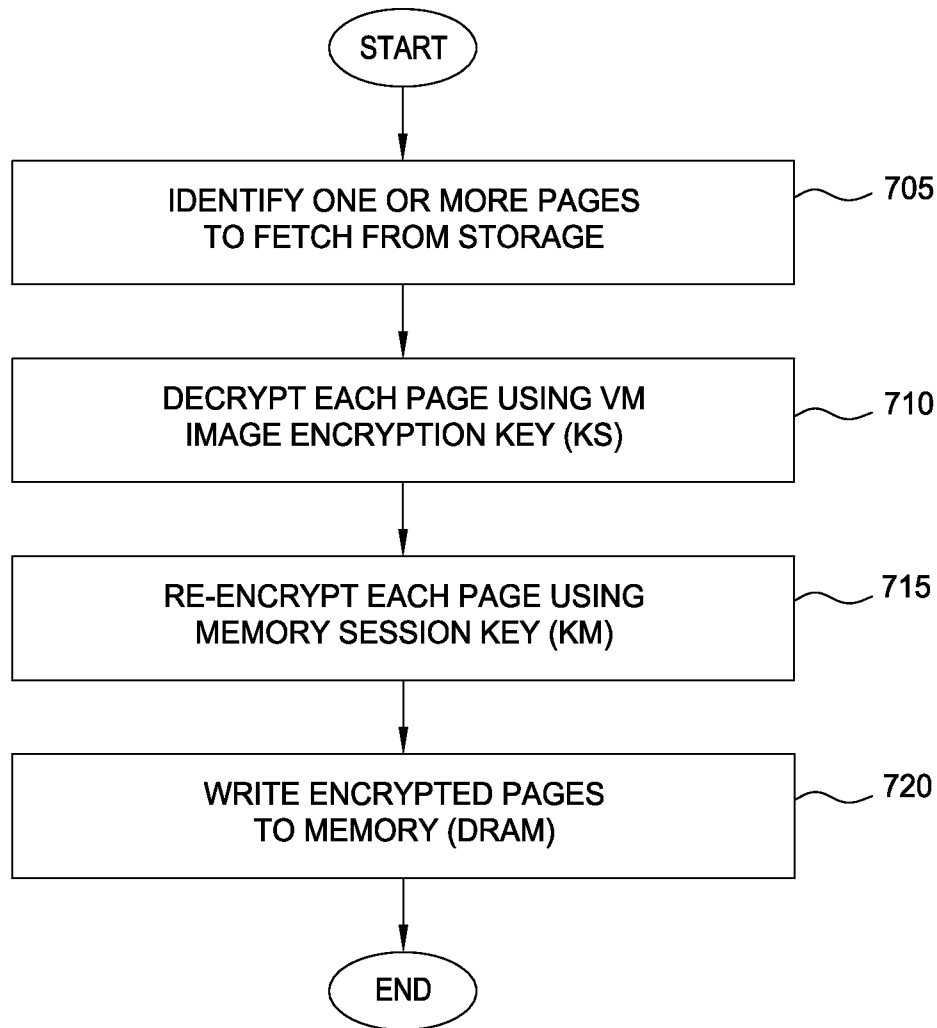 START
IDENTIFY ONE OR MORE PAGES
TO FETCH FROM STORAGE
705
DECRYPT EACH PAGE USING VM
IMAGE ENCRYPTION KEY (KS)
710
RE-ENCRYPT EACH PAGE USING
MEMORY SESSION KEY (KM)
715
WRITE ENCRYPTED PAGES
TO MEMORY (DRAM)
720
END